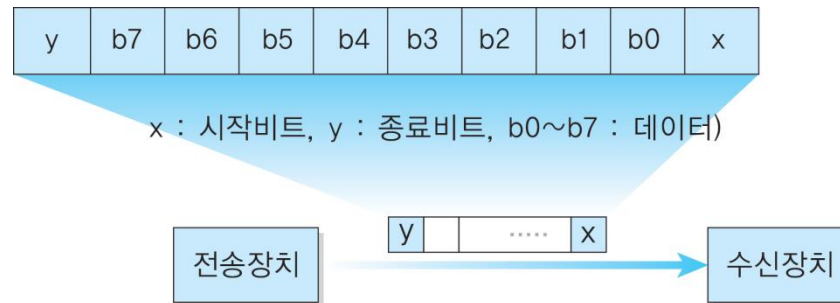 y b7 b6 b5 b4 b3 b2 b1 b0 x
x : 시작비트, y : 종료비트, b0~b7 : 데이터)
y ····· x
전송장치
수신장치